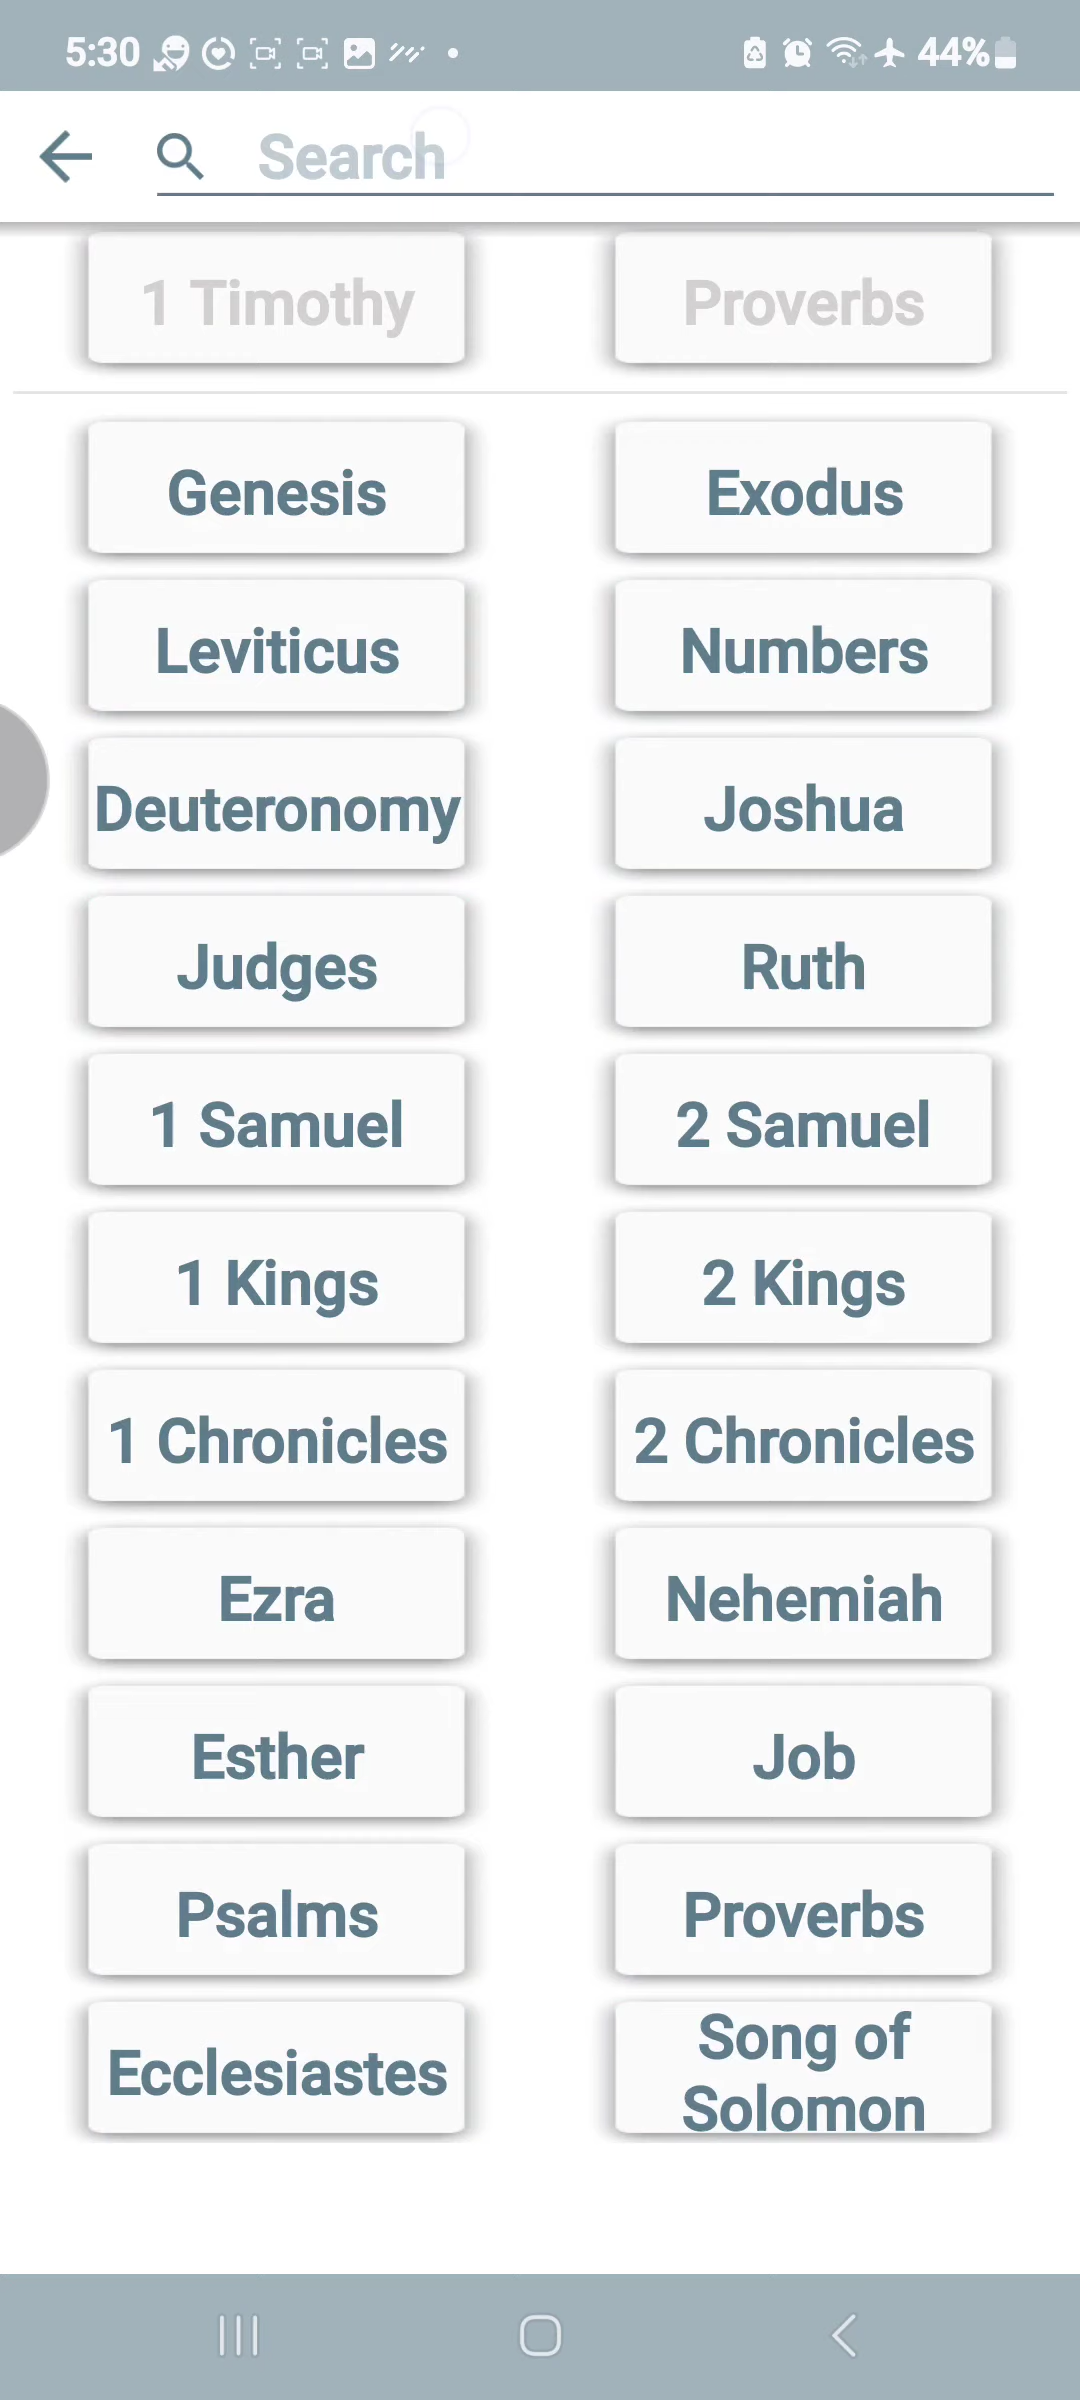 5:30
44%
Search
1 Timothy
Proverbs
Genesis
Exodus
Leviticus
Numbers
Deuteronomy
Joshua
Judges
Ruth
1 Samuel
2 Samuel
1 Kings
2 Kings
1 Chronicles
2 Chronicles
Ezra
Nehemiah
Esther
Job
Psalms
Proverbs
Ecclesiastes
Song of
Solomon